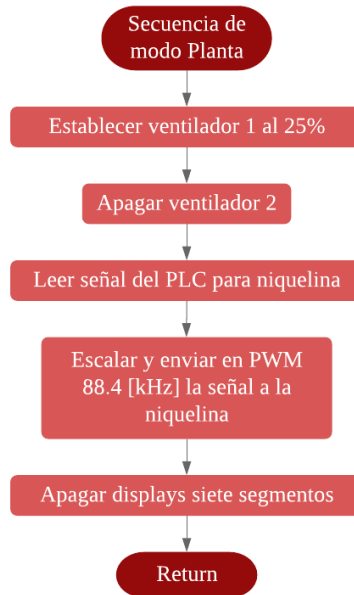 Secuencia de
modo Planta
Establecer ventilador 1 al 25%
Apagar ventilador 2
Leer señal del PLC para niquelina
Escalar y enviar en PWM
88.4 [kHz] la señal a la
niquelina
Apagar displays siete segmentos
Return